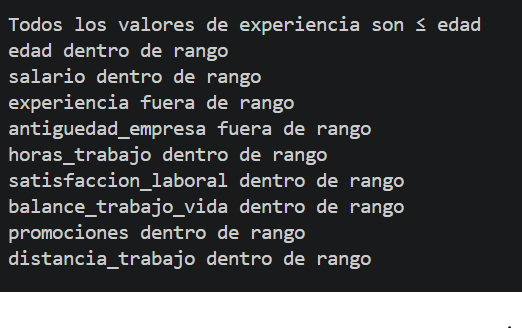 Todos los valores de experiencia son ≤ edad
edad dentro de rango
salario dentro de rango
experiencia fuera de rango
antiguedad_empresa fuera de rango
horas_trabajo dentro de rango
satisfaccion_laboral dentro de rango
balance_trabajo_vida dentro de rango
promociones dentro de rango
distancia_trabajo dentro de rango